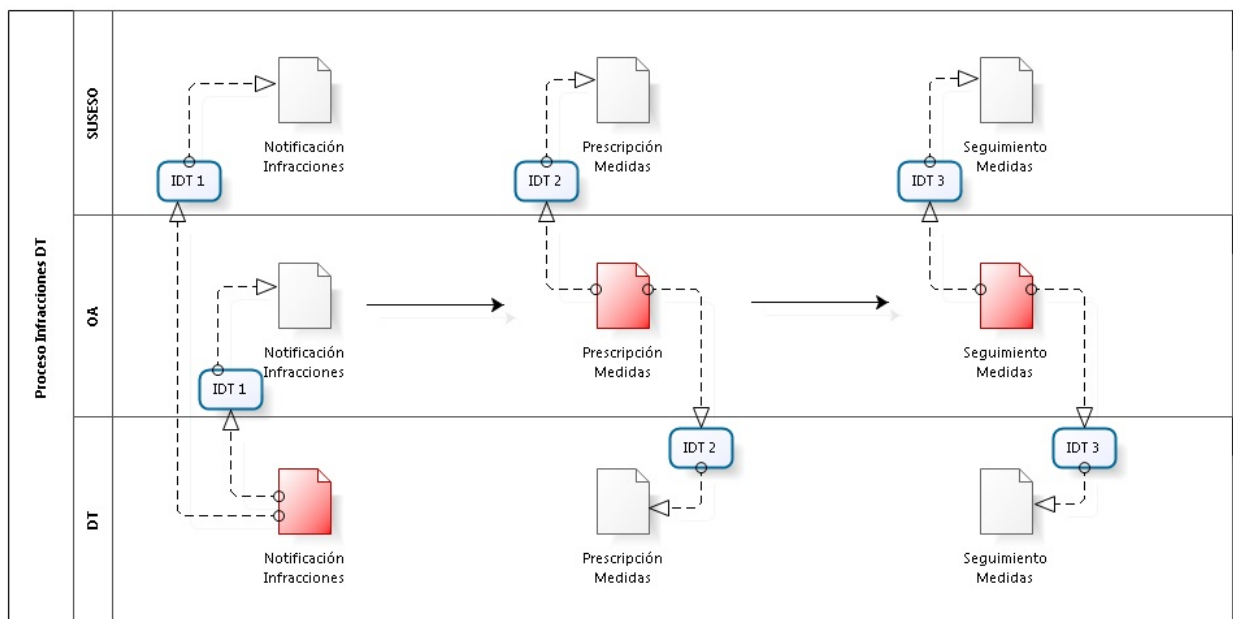 Proceso Infracciones DT
SUSESO
Notificación
Infracciones
IDT 1
Prescripción
Medidas
IDT 2
Seguimiento
Medidas
IDT 3
OA
Notificación
Infracciones
IDT 1
Prescripción
Medidas
Seguimiento
Medidas
DT
Notificación
Infracciones
IDT 2
Prescripción
Medidas
IDT 3
Seguimiento
Medidas